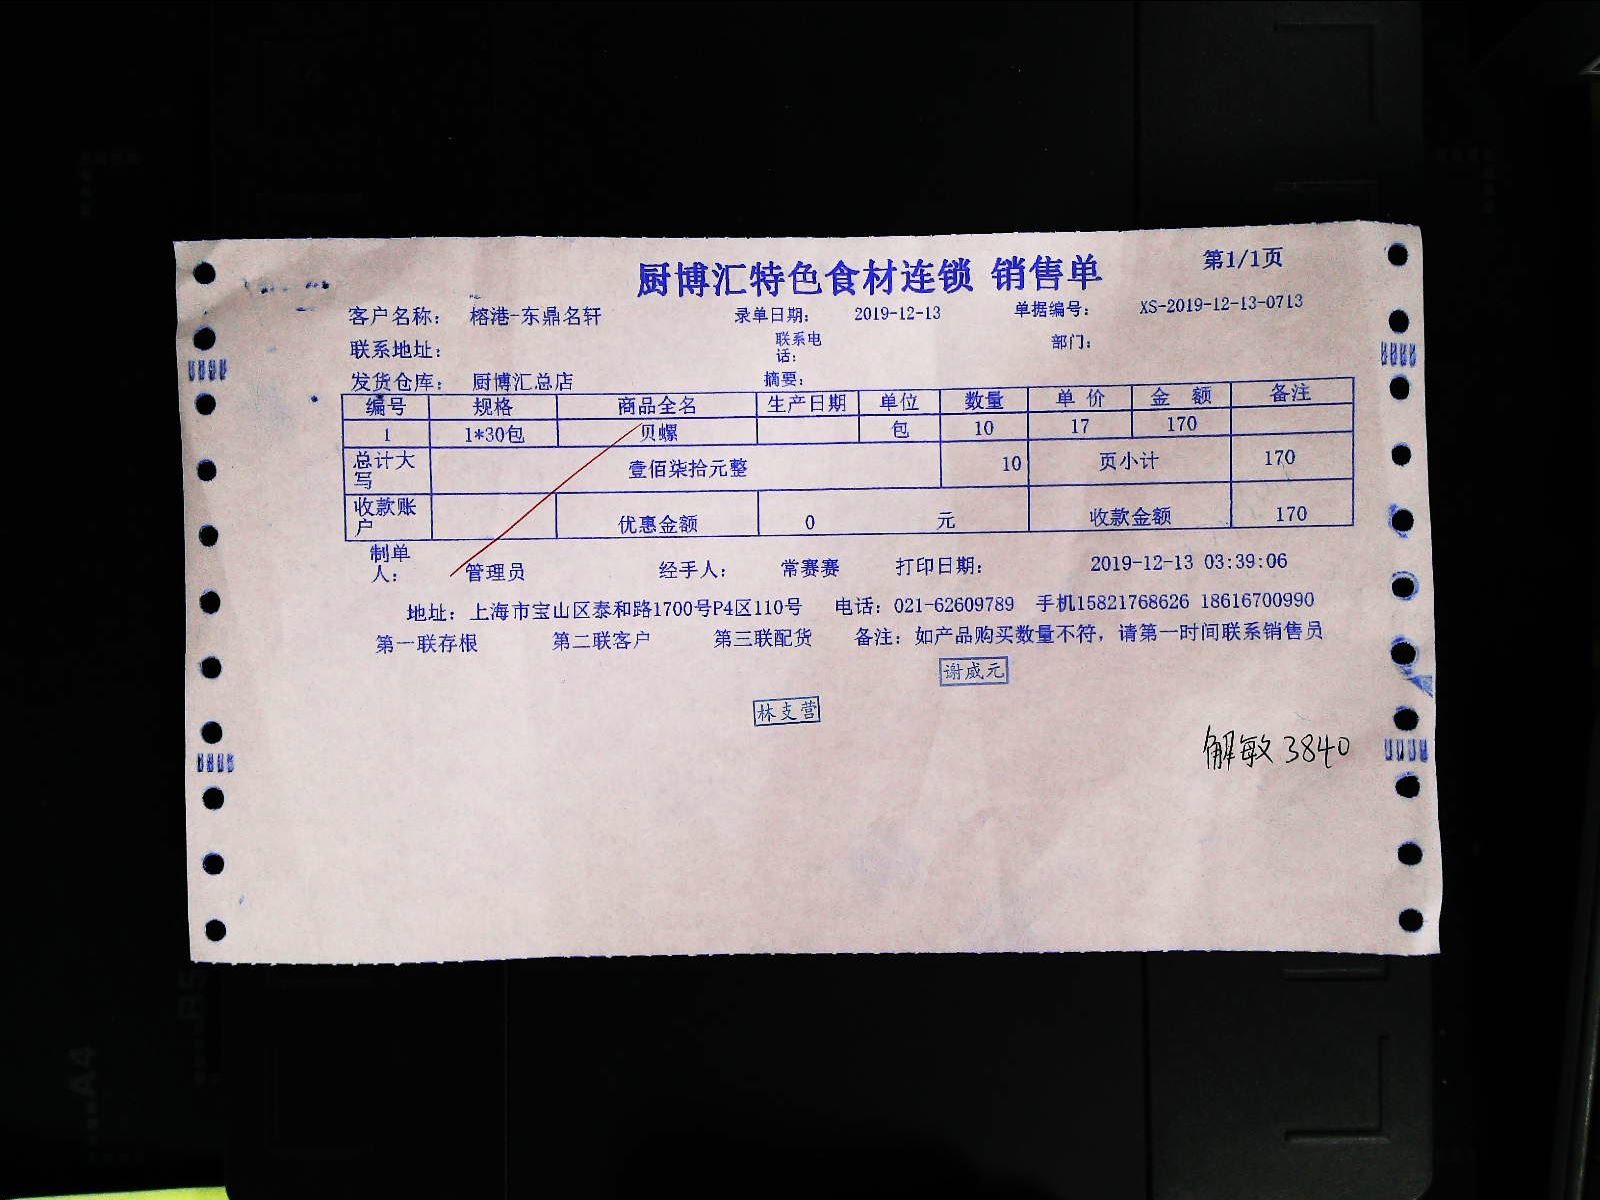 厨博汇特色食材连锁 销售单 第1/1页
客户名称： 榕港-东鼎名轩 录单日期： 2019-12-13 单据编号： XS-2019-12-13-0713
联系地址： 联系电话： 部门：
发货仓库： 厨博汇总店 摘要：
编号 规格 商品全名 生产日期 单位 数量 单 价 金 额 备注
1 1*30包 贝螺 包 10 17 170
总计大写 壹佰柒拾元整 10 页小计 170
收款账户 优惠金额 0 元 收款金额 170
制单人： 管理员 经手人： 常赛赛 打印日期： 2019-12-13 03:39:06
地址：上海市宝山区泰和路1700号P4区110号 电话：021-62609789 手机15821768626 18616700990
第一联存根 第二联客户 第三联配货 备注：如产品购买数量不符，请第一时间联系销售员
谢威元
林支营
解敏 3840